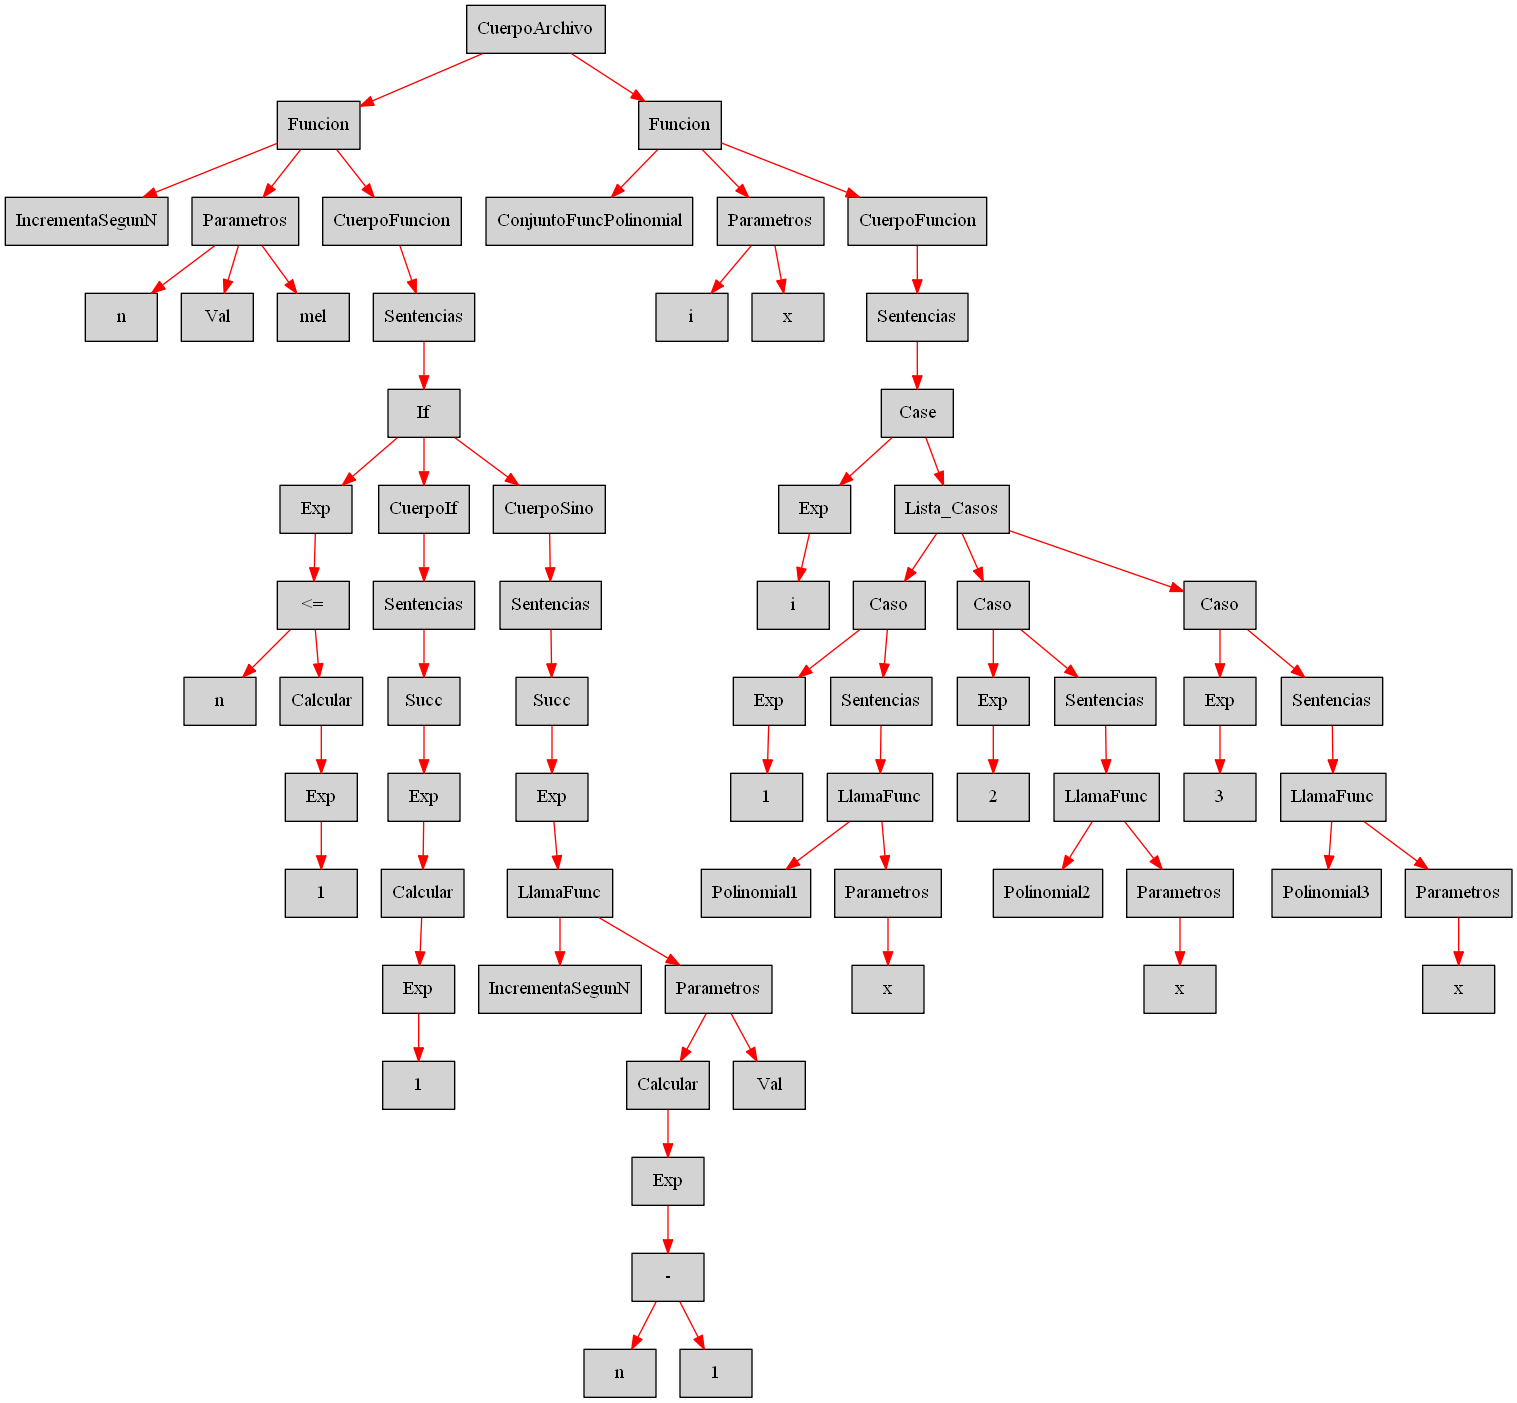 CuerpoArchivo
Funcion Funcion
IncrementaSegunN Parametros CuerpoFuncion ConjuntoFuncPolinomial Parametros CuerpoFuncion
n Val mel Sentencias i x Sentencias
If Case
Exp CuerpoIf CuerpoSino Exp Lista_Casos
<= Sentencias Sentencias i Caso Caso Caso
n Calcular Succ Succ Exp Sentencias Exp Sentencias Exp Sentencias
Exp Exp Exp 1 LlamaFunc 2 LlamaFunc 3 LlamaFunc
1 Calcular LlamaFunc Polinomial1 Parametros Polinomial2 Parametros Polinomial3 Parametros
Exp IncrementaSegunN Parametros x x x
1 Calcular Val
Exp
-
n 1